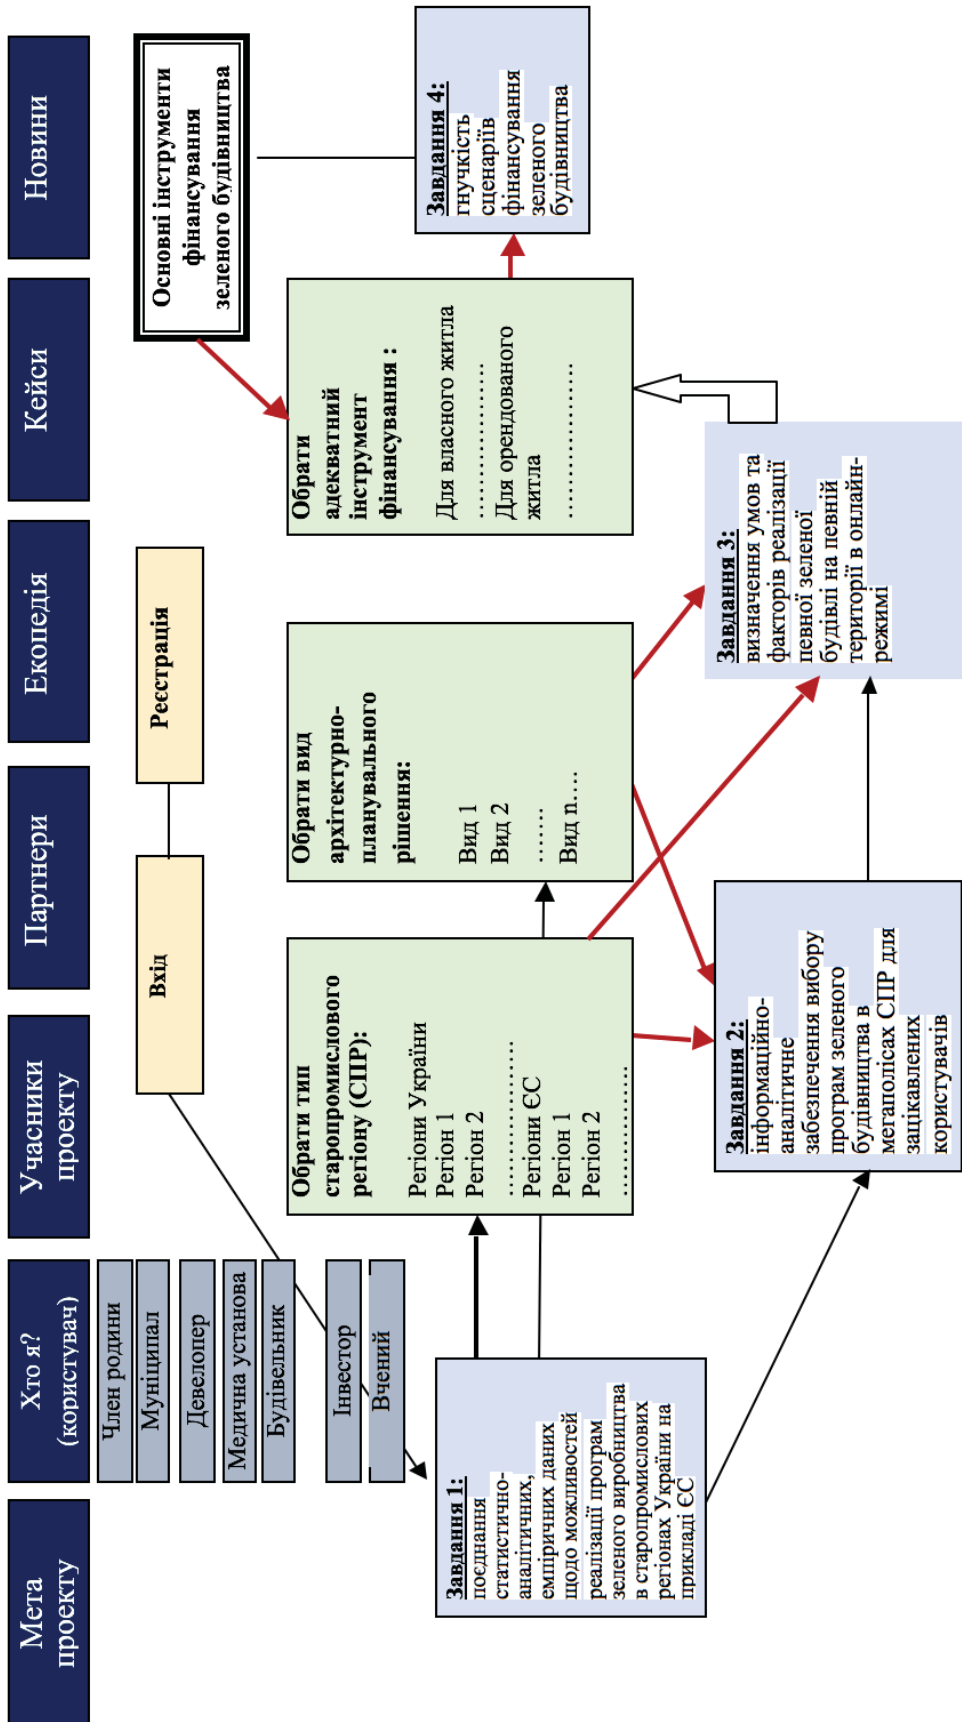 Мета
проекту
Хто я?
(користувач)
Учасники
проекту
Партнери
Екопедія
Кейси
Новини
Член родини
Муніципал
Девелопер
Медична установа
Будівельник
Інвестор
Вчений
Вхід
Реєстрація
Основні інструменти
фінансування
зеленого будівництва
Обрати тип
старопромислового
регіону (СПР):
Регіони України
Регіон 1
Регіон 2
…………………
Регіони ЄС
Регіон 1
Регіон 2
…………………
Обрати вид
архітектурно-
планувального
рішення:
Вид 1
Вид 2
……
Вид n….
Обрати
адекватний
інструмент
фінансування :
Для власного житла
…………………
Для орендованого
житла
…………………
Завдання 1:
поєднання
статистично-
аналітичних,
емпіричних даних
щодо можливостей
реалізації програм
зеленого виробництва
в старопромислових
регіонах України на
прикладі ЄС
Завдання 2:
інформаційно-
аналітичне
забезпечення вибору
програм зеленого
будівництва в
мегаполісах СПР для
зацікавлених
користувачів
Завдання 3:
визначення умов та
факторів реалізації
певної зеленої
будівлі на певній
території в онлайн-
режимі
Завдання 4:
гнучкість
сценаріїв
фінансування
зеленого
будівництва